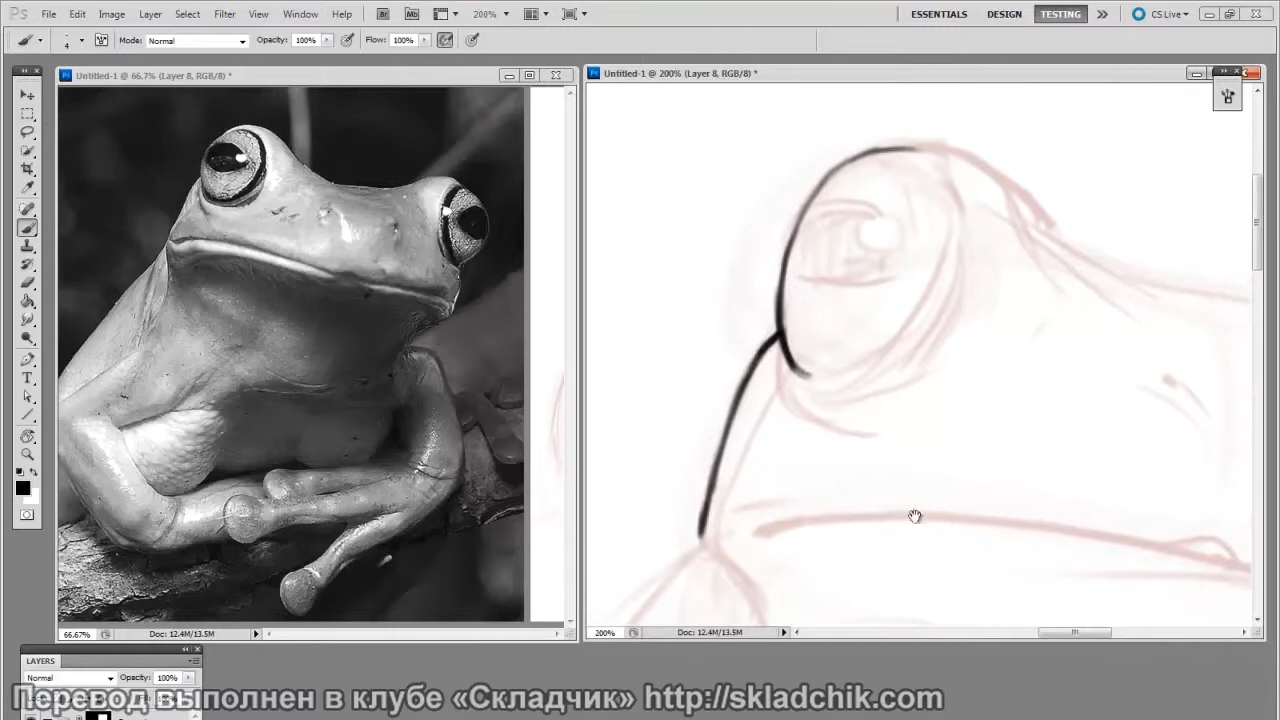 Ps File Edit Image Layer Select Filter View Window Help Br Mb 200% ESSENTIALS DESIGN TESTING CS Live
4 Mode: Normal Opacity: 100% Flow: 100%
Untitled-1 @ 66.7% (Layer 8, RGB/8) *
Untitled-1 @ 200% (Layer 8, RGB/8) *
66.67% Doc: 12.4M/13.5M
200% Doc: 12.4M/13.5M
LAYERS
Normal Opacity: 100%
Перевод выполнен в клубе «Складчик» http://skladchik.com